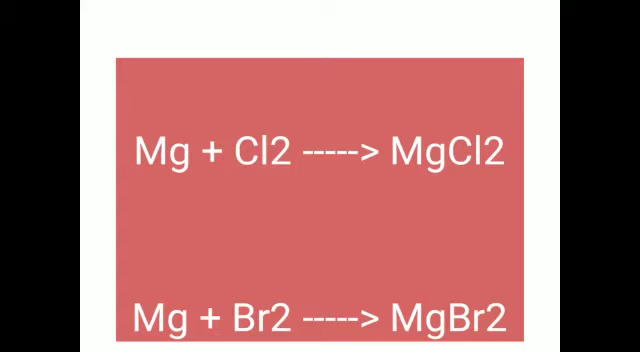 Mg + Cl2 -----> MgCl2
Mg + Br2 -----> MgBr2